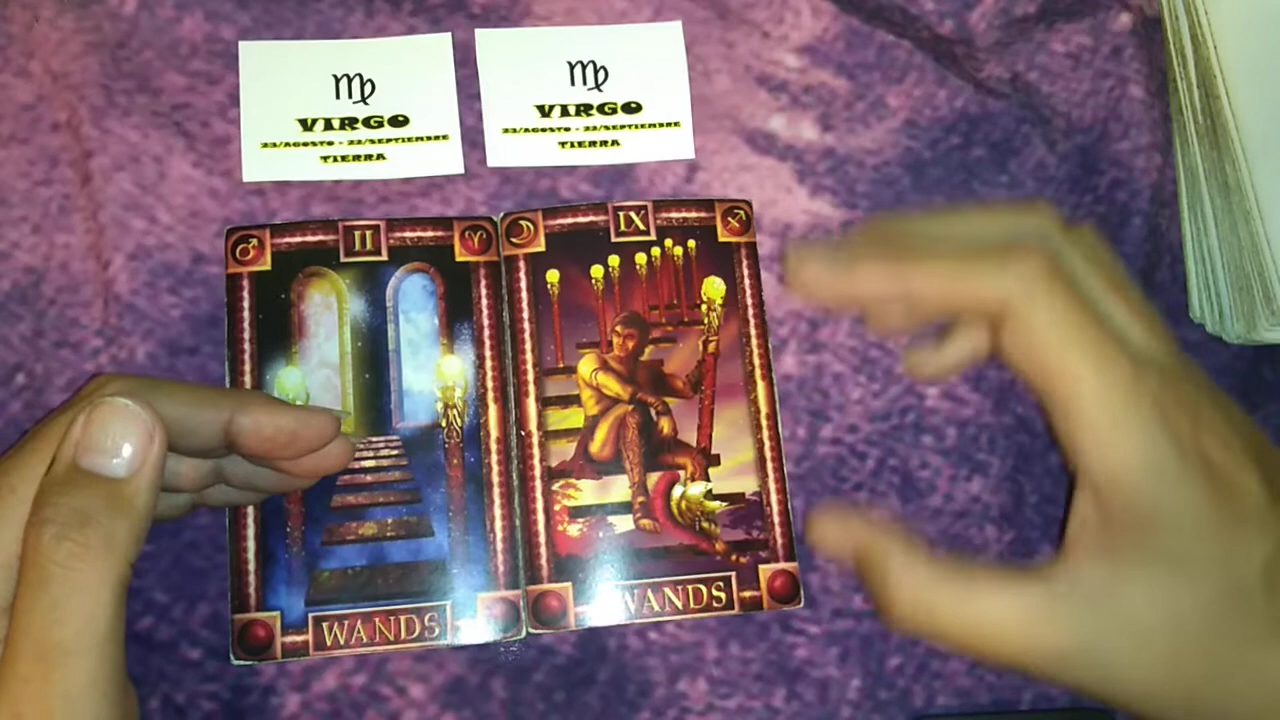 ♍
VIRGO
23/AGOSTO - 22/SEPTIEMBRE
TIERRA
♍
VIRGO
23/AGOSTO - 22/SEPTIEMBRE
TIERRA
II
WANDS
IX
WANDS